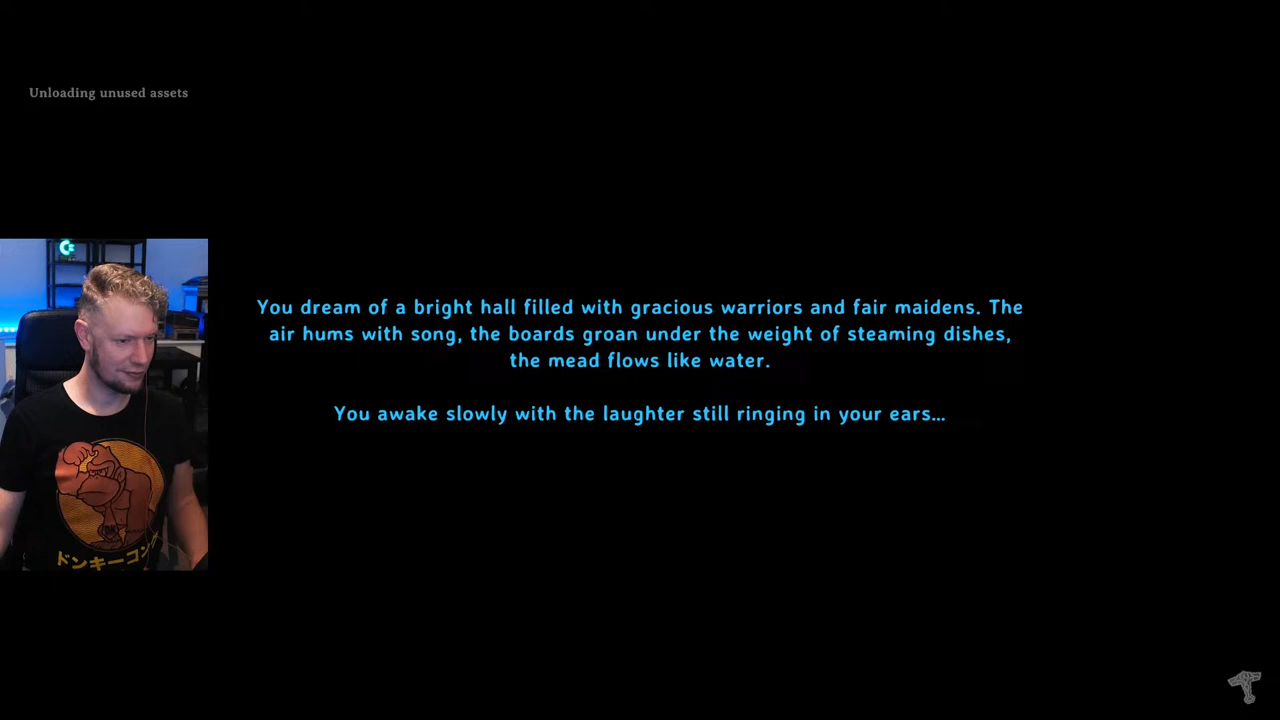 Unloading unused assets
You dream of a bright hall filled with gracious warriors and fair maidens. The
air hums with song, the boards groan under the weight of steaming dishes,
the mead flows like water.
You awake slowly with the laughter still ringing in your ears...
ドンキーコング